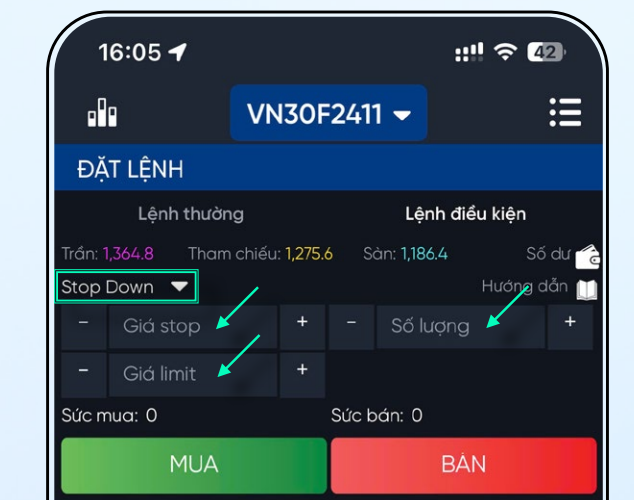 16:05 42
VN30F2411
ĐẶT LỆNH
Lệnh thường Lệnh điều kiện
Trần: 1,364.8 Tham chiếu: 1,275.6 Sàn: 1,186.4 Số dư
Stop Down Hướng dẫn
- Giá stop + - Số lượng +
- Giá limit +
Sức mua: 0 Sức bán: 0
MUA BÁN